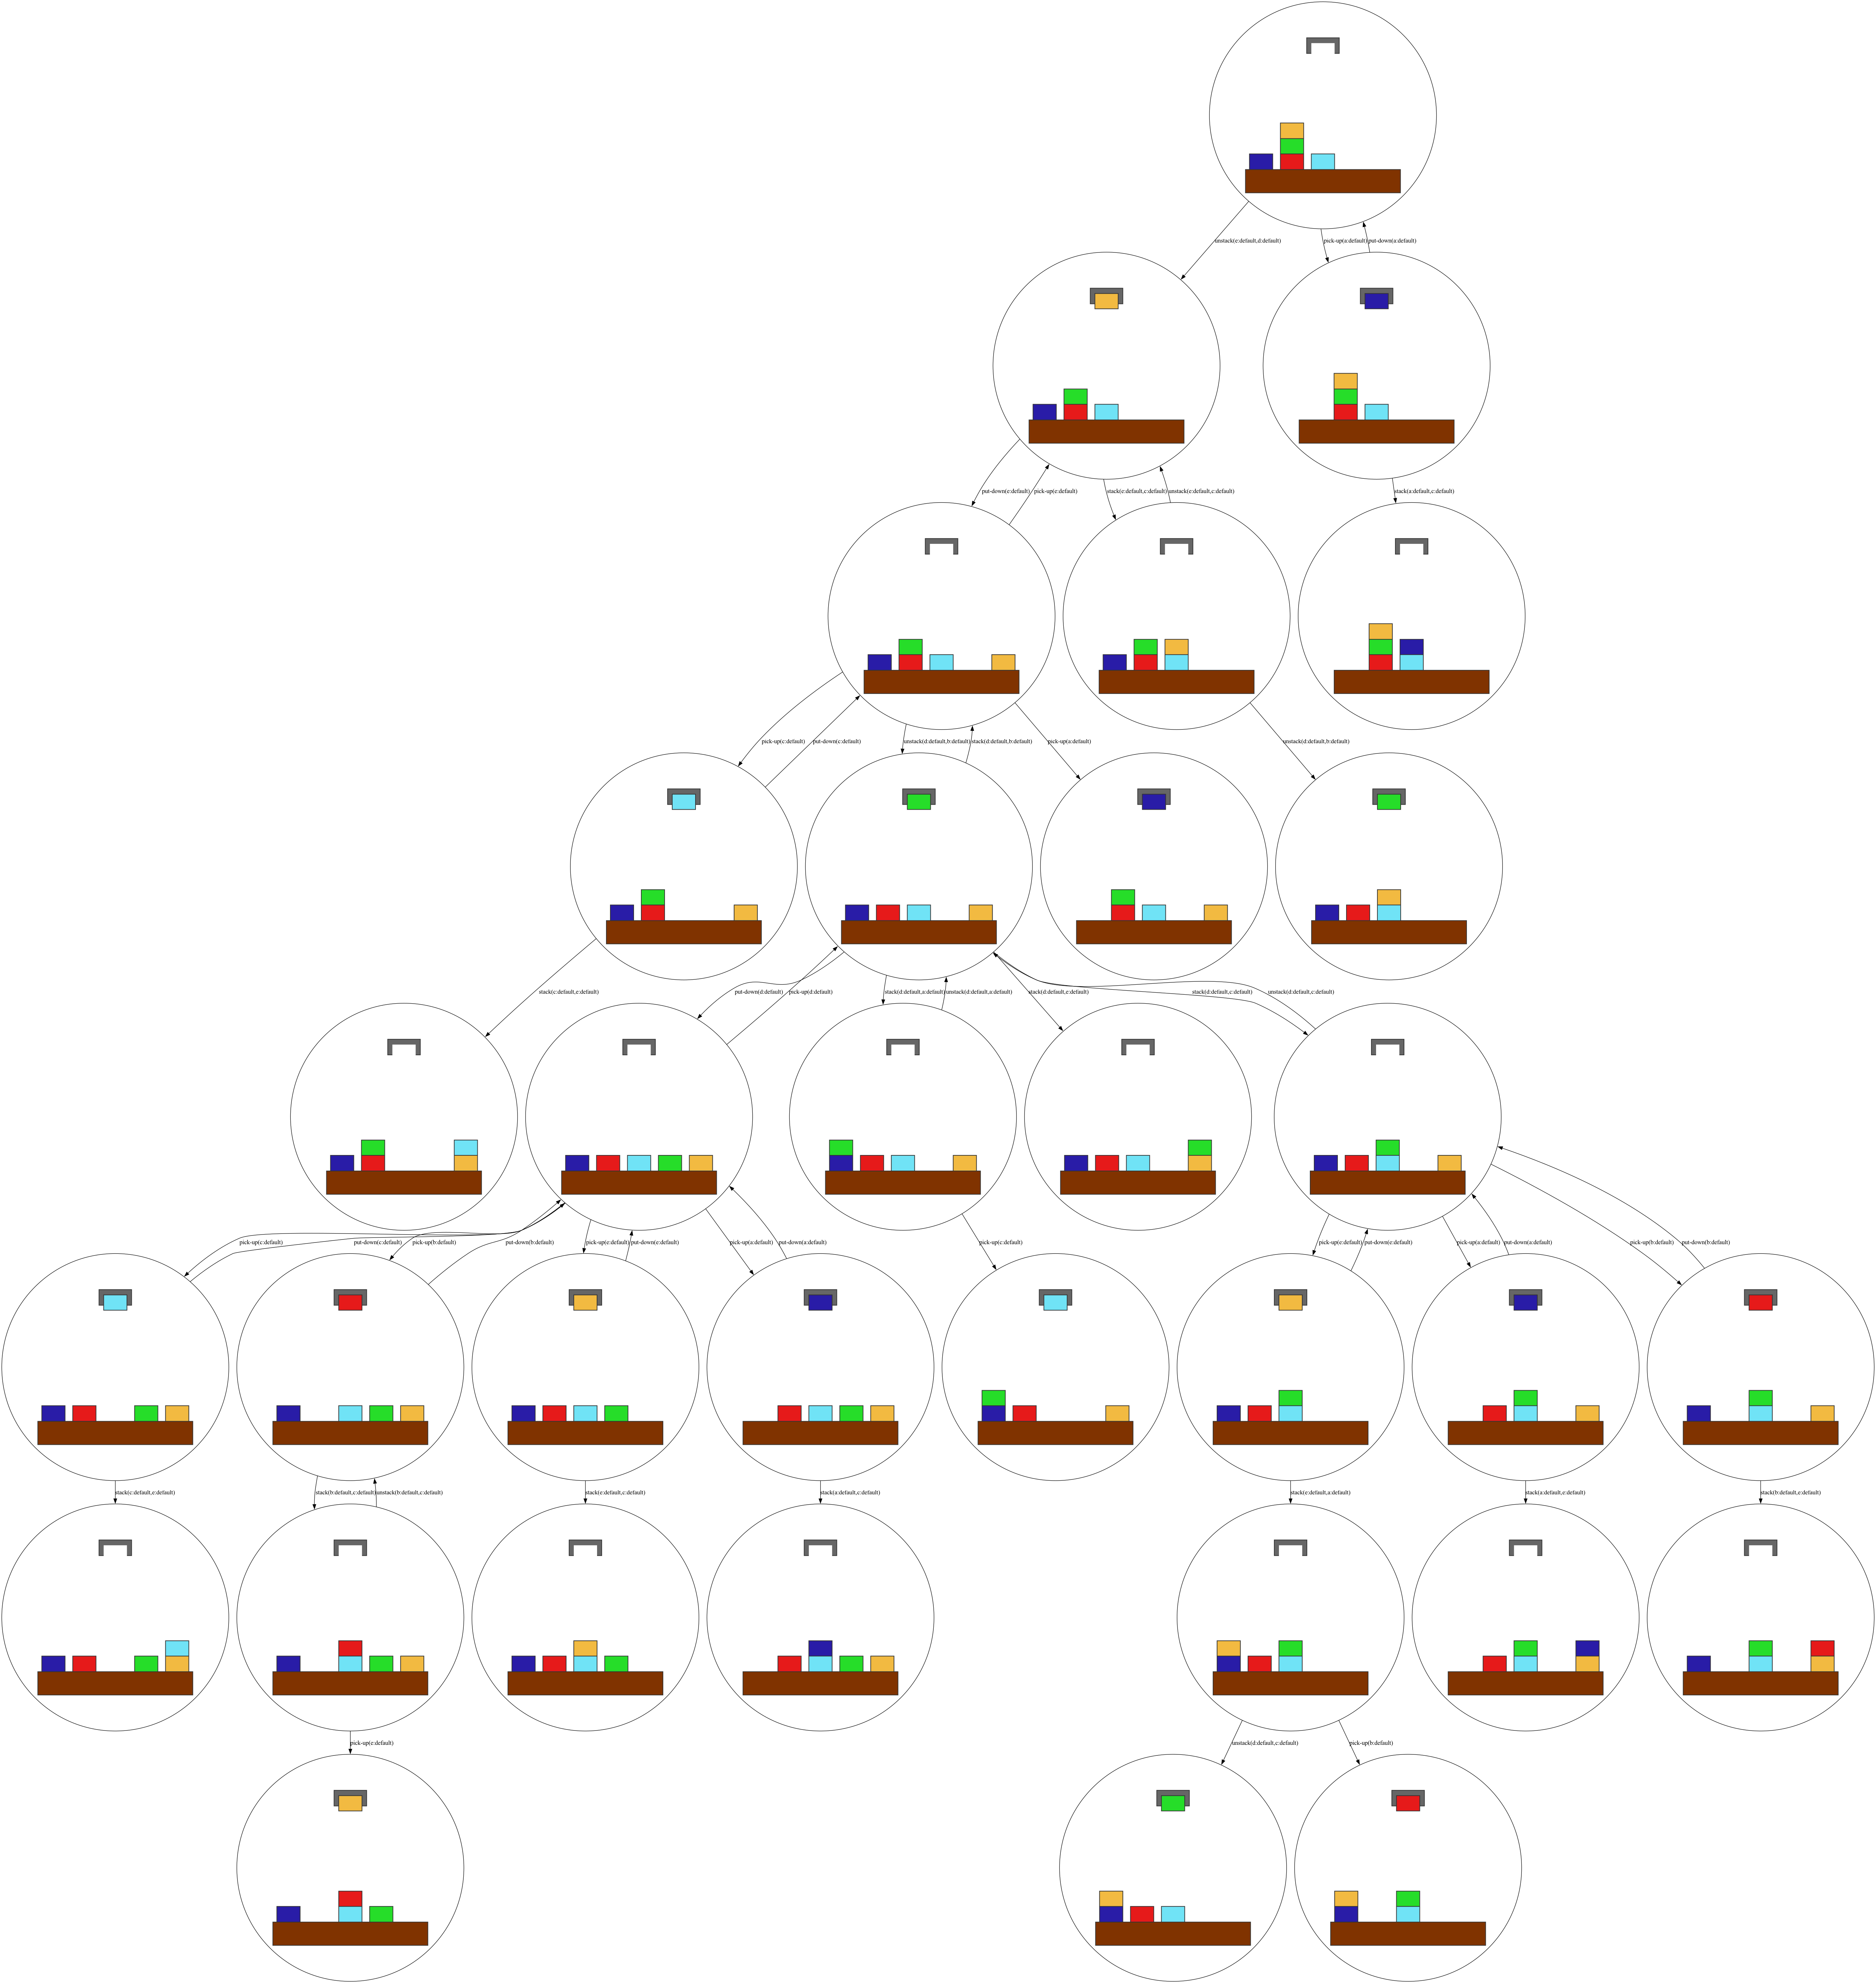 unstack(e:default,d:default)
pick-up(a:default)
put-down(a:default)
put-down(e:default)
pick-up(e:default)
stack(e:default,c:default)
unstack(e:default,c:default)
stack(a:default,c:default)
pick-up(c:default)
put-down(c:default)
unstack(d:default,b:default)
stack(d:default,b:default)
pick-up(a:default)
unstack(d:default,b:default)
stack(c:default,e:default)
put-down(d:default)
pick-up(d:default)
stack(d:default,a:default)
unstack(d:default,a:default)
stack(d:default,e:default)
stack(d:default,c:default)
unstack(d:default,c:default)
pick-up(c:default)
put-down(c:default)
pick-up(b:default)
put-down(b:default)
pick-up(e:default)
put-down(e:default)
pick-up(a:default)
put-down(a:default)
pick-up(c:default)
pick-up(e:default)
put-down(e:default)
pick-up(a:default)
put-down(a:default)
pick-up(b:default)
put-down(b:default)
stack(c:default,e:default)
stack(b:default,c:default)
unstack(b:default,c:default)
stack(e:default,c:default)
stack(a:default,c:default)
stack(e:default,a:default)
stack(a:default,e:default)
stack(b:default,e:default)
pick-up(e:default)
unstack(d:default,c:default)
pick-up(b:default)